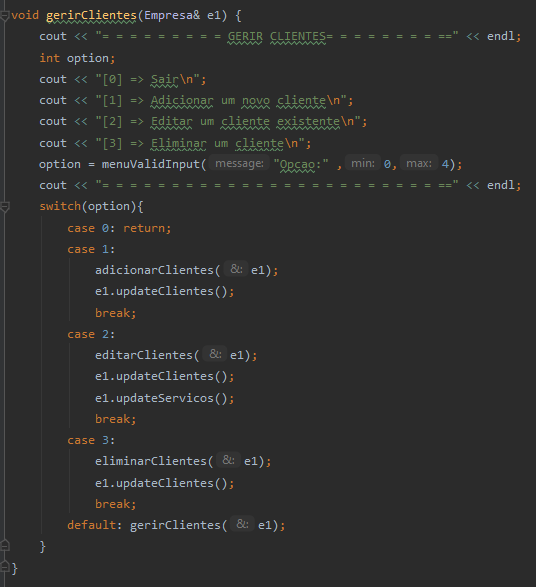 void gerirClientes(Empresa& e1) {
    cout << "= = = = = = = = = GERIR CLIENTES= = = = = = = = ==" << endl;
    int option;
    cout << "[0] => Sair\n";
    cout << "[1] => Adicionar um novo cliente\n";
    cout << "[2] => Editar um cliente existente\n";
    cout << "[3] => Eliminar um cliente\n";
    option = menuValidInput( message: "Opcao:" , min: 0, max: 4);
    cout << "= = = = = = = = = = = = = = = = = = = = = = = = ==" << endl;
    switch(option){
        case 0: return;
        case 1:
            adicionarClientes( &: e1);
            e1.updateClientes();
            break;
        case 2:
            editarClientes( &: e1);
            e1.updateClientes();
            e1.updateServicos();
            break;
        case 3:
            eliminarClientes( &: e1);
            e1.updateClientes();
            break;
        default: gerirClientes( &: e1);
    }
}